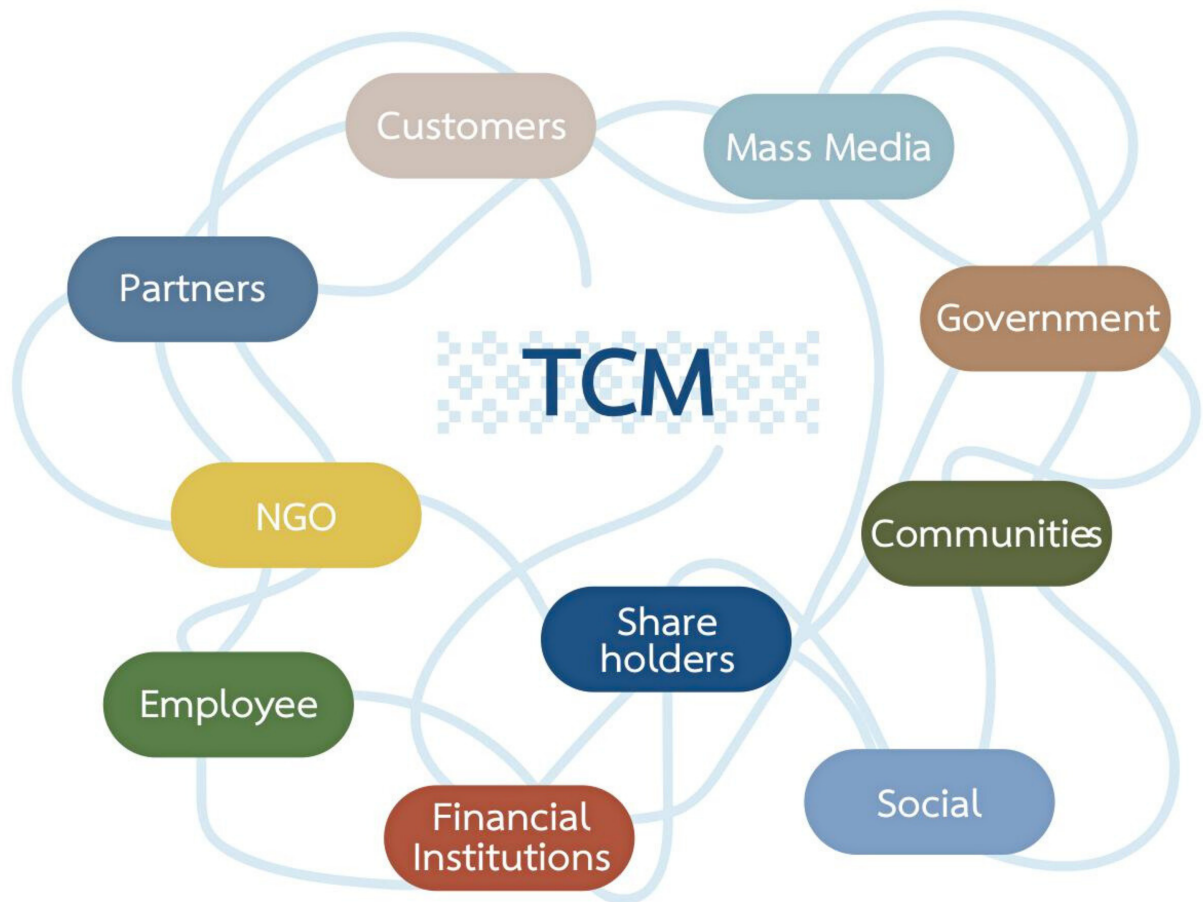 Customers
Mass Media
Partners
Government
TCM
NGO
Communities
Share
holders
Employee
Social
Financial
Institutions